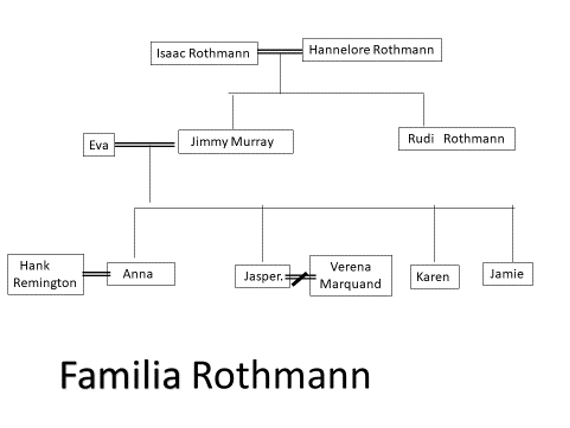 Isaac Rothmann
Hannelore Rothmann
Eva
Jimmy Murray
Rudi Rothmann
Hank
Remington
Anna
Jasper.
Verena
Marquand
Karen
Jamie
Familia Rothmann